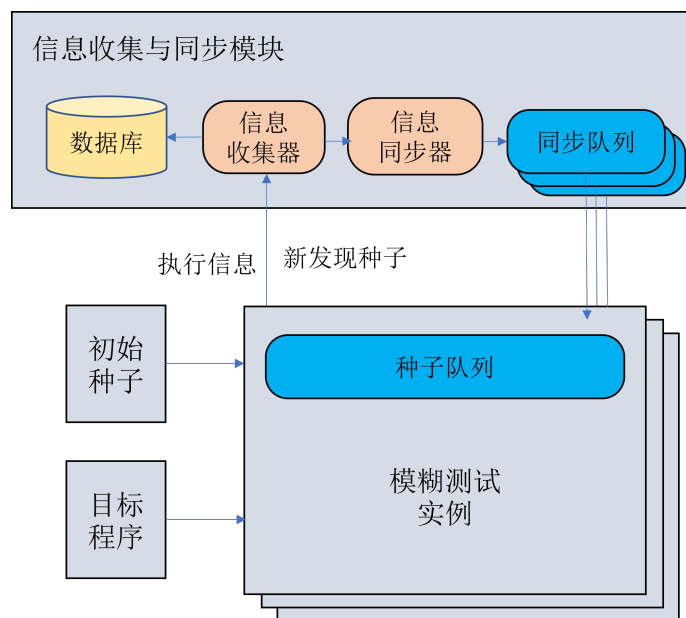 信息收集与同步模块
数据库
信息
收集器
信息
同步器
同步队列
执行信息
新发现种子
初始
种子
种子队列
模糊测试
实例
目标
程序